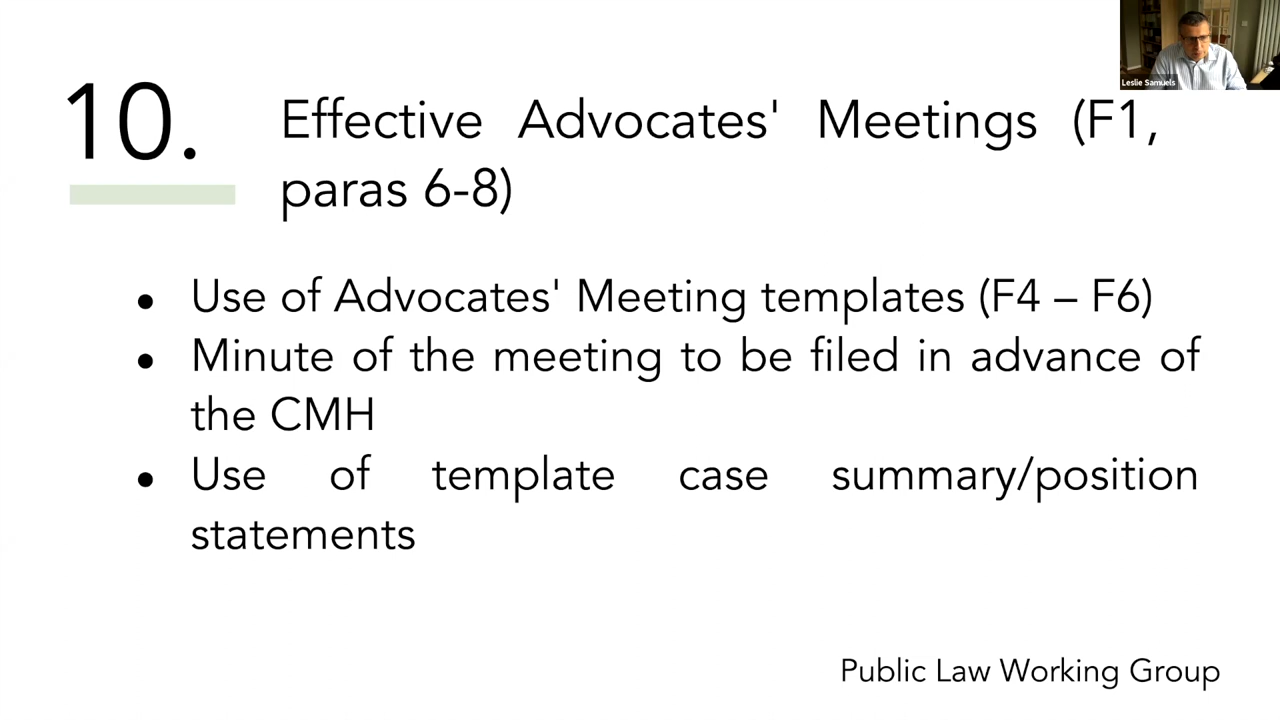 Leslie Samuels
10.
Effective Advocates' Meetings (F1,
paras 6-8)
● Use of Advocates' Meeting templates (F4 – F6)
● Minute of the meeting to be filed in advance of
the CMH
● Use of template case summary/position
statements
Public Law Working Group